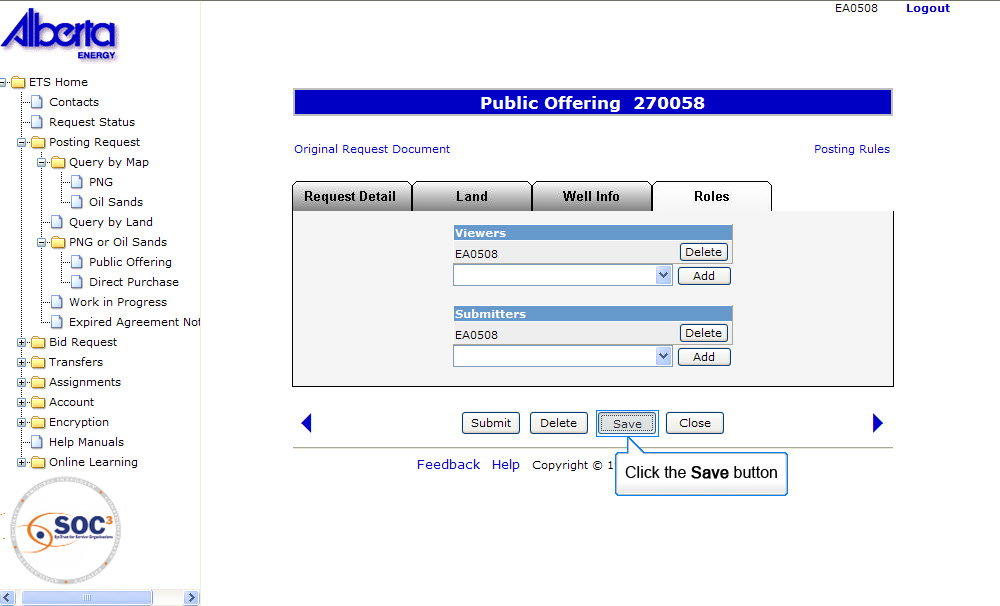 EA0508 Logout
Alberta
ENERGY
ETS Home
Contacts
Request Status
Posting Request
Query by Map
PNG
Oil Sands
Query by Land
PNG or Oil Sands
Public Offering
Direct Purchase
Work in Progress
Expired Agreement Not
Bid Request
Transfers
Assignments
Account
Encryption
Help Manuals
Online Learning
SOC3
SysTrust for Service Organizations
Public Offering 270058
Original Request Document Posting Rules
Request Detail Land Well Info Roles
Viewers
EA0508 Delete
Add
Submitters
EA0508 Delete
Add
Submit Delete Save Close
Feedback Help Copyright © 1
Click the Save button